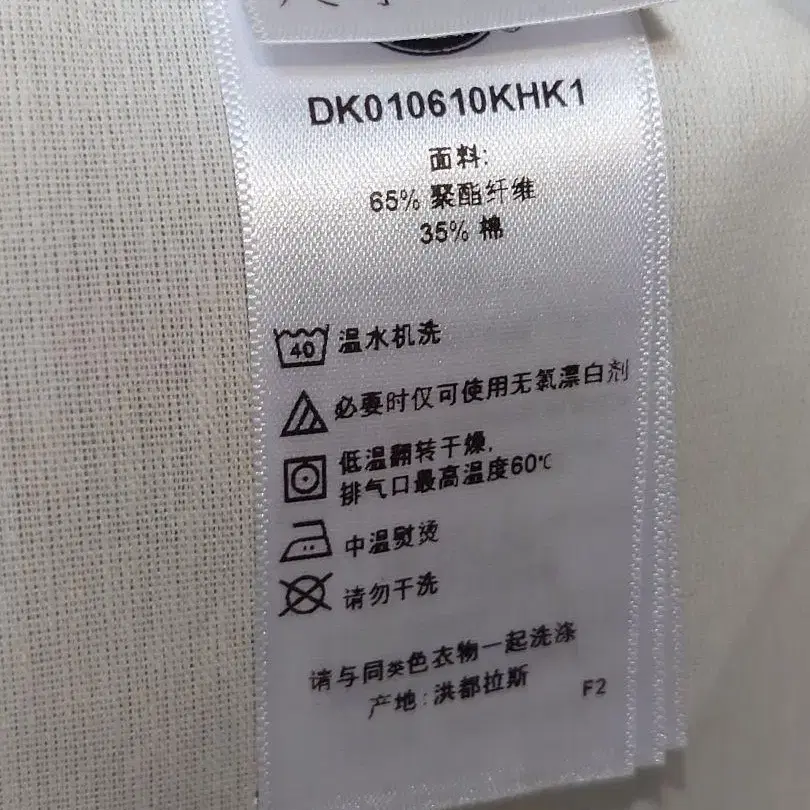 DK010610KHK1
面料:
65% 聚酯纤维
35% 棉
40 温水机洗
必要时仅可使用无氯漂白剂
低温翻转干燥,
排气口最高温度60℃
中温熨烫
请勿干洗
请与同类色衣物一起洗涤
产地:洪都拉斯
F2